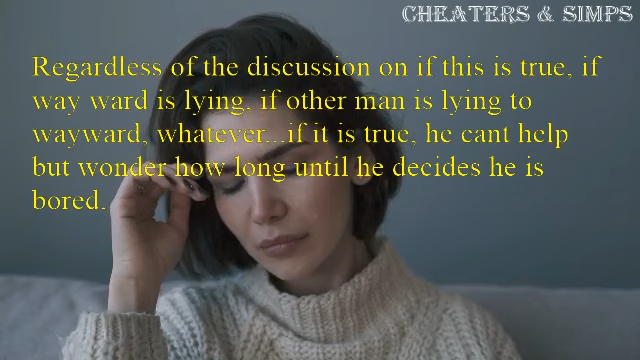 CHEATERS & SIMPS
Regardless of the discussion on if this is true, if
way ward is lying, if other man is lying to
wayward, whatever...if it is true, he cant help
but wonder how long until he decides he is
bored.